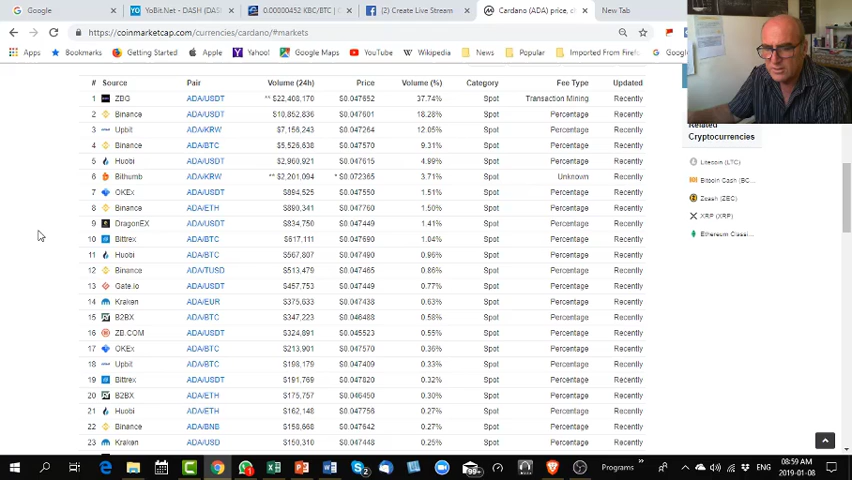 Google
YoBit.Net - DASH (DAS
0.00000452 KBC/BTC |
(2) Create Live Stream
Cardano (ADA) price, c
New Tab
https://coinmarketcap.com/currencies/cardano/#markets
Apps
Bookmarks
Getting Started
Apple
Yahoo!
Google Maps
YouTube
Wikipedia
News
Popular
Imported From Firef
# Source Pair Volume (24h) Price Volume (%) Category Fee Type Updated
1 ZBG ADA/USDT ** $22,408,170 $0.047652 37.74% Spot Transaction Mining Recently
2 Binance ADA/USDT $10,852,836 $0.047601 18.28% Spot Percentage Recently
3 Upbit ADA/KRW $7,156,243 $0.047264 12.05% Spot Percentage Recently
4 Binance ADA/BTC $5,526,638 $0.047570 9.31% Spot Percentage Recently
5 Huobi ADA/USDT $2,960,921 $0.047615 4.99% Spot Percentage Recently
6 Bithumb ADA/KRW ** $2,201,094 * $0.072365 3.71% Spot Unknown Recently
7 OKEx ADA/USDT $894,525 $0.047550 1.51% Spot Percentage Recently
8 Binance ADA/ETH $890,341 $0.047760 1.50% Spot Percentage Recently
9 DragonEX ADA/USDT $834,750 $0.047449 1.41% Spot Percentage Recently
10 Bittrex ADA/BTC $617,111 $0.047690 1.04% Spot Percentage Recently
11 Huobi ADA/BTC $567,807 $0.047490 0.96% Spot Percentage Recently
12 Binance ADA/TUSD $513,479 $0.047465 0.86% Spot Percentage Recently
13 Gate.io ADA/USDT $457,753 $0.047449 0.77% Spot Percentage Recently
14 Kraken ADA/EUR $375,633 $0.047438 0.63% Spot Percentage Recently
15 B2BX ADA/BTC $347,223 $0.046488 0.58% Spot Percentage Recently
16 ZB.COM ADA/USDT $324,891 $0.045523 0.55% Spot Percentage Recently
17 OKEx ADA/BTC $213,901 $0.047570 0.36% Spot Percentage Recently
18 Upbit ADA/BTC $198,179 $0.047409 0.33% Spot Percentage Recently
19 Bittrex ADA/USDT $191,769 $0.047820 0.32% Spot Percentage Recently
20 B2BX ADA/ETH $175,757 $0.046450 0.30% Spot Percentage Recently
21 Huobi ADA/ETH $162,148 $0.047756 0.27% Spot Percentage Recently
22 Binance ADA/BNB $158,668 $0.047642 0.27% Spot Percentage Recently
23 Kraken ADA/USD $150,310 $0.047448 0.25% Spot Percentage Recently
Related
Cryptocurrencies
Litecoin (LTC)
Bitcoin Cash (BC...
Zcash (ZEC)
XRP (XRP)
Ethereum Classi...
99+
Programs
ENG
08:59 AM
2019-01-08